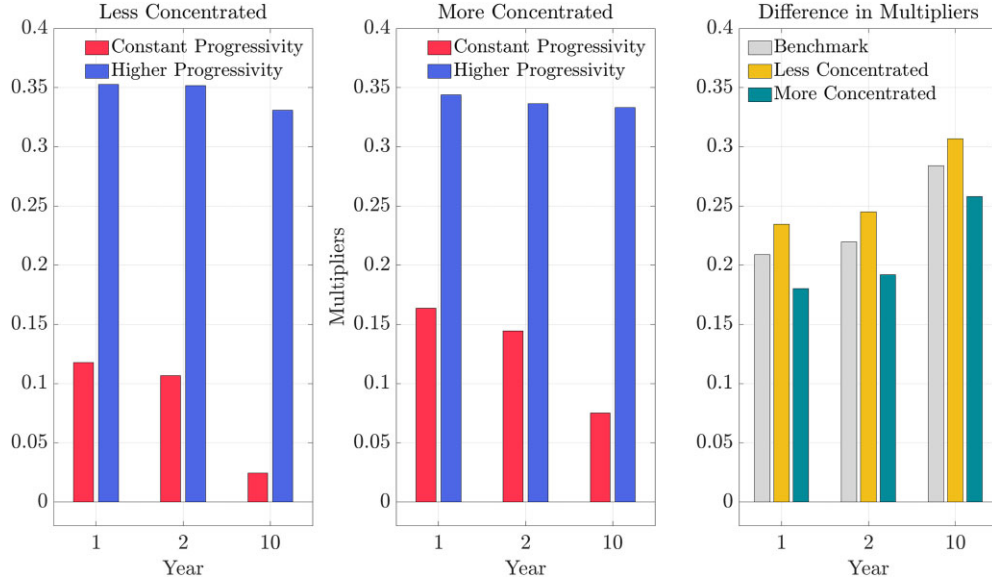 Less Concentrated
Constant Progressivity
Higher Progressivity
0.4
0.35
0.3
0.25
0.2
0.15
0.1
0.05
0
1 2 10
Year
More Concentrated
Constant Progressivity
Higher Progressivity
Multipliers
0.4
0.35
0.3
0.25
0.2
0.15
0.1
0.05
0
1 2 10
Year
Difference in Multipliers
Benchmark
Less Concentrated
More Concentrated
0.4
0.35
0.3
0.25
0.2
0.15
0.1
0.05
0
1 2 10
Year